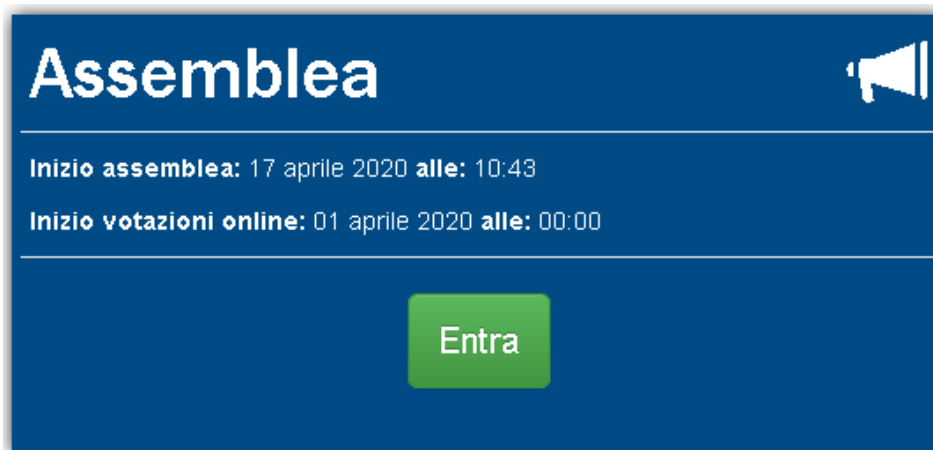 Assemblea
Inizio assemblea: 17 aprile 2020 alle: 10:43
Inizio votazioni online: 01 aprile 2020 alle: 00:00
Entra